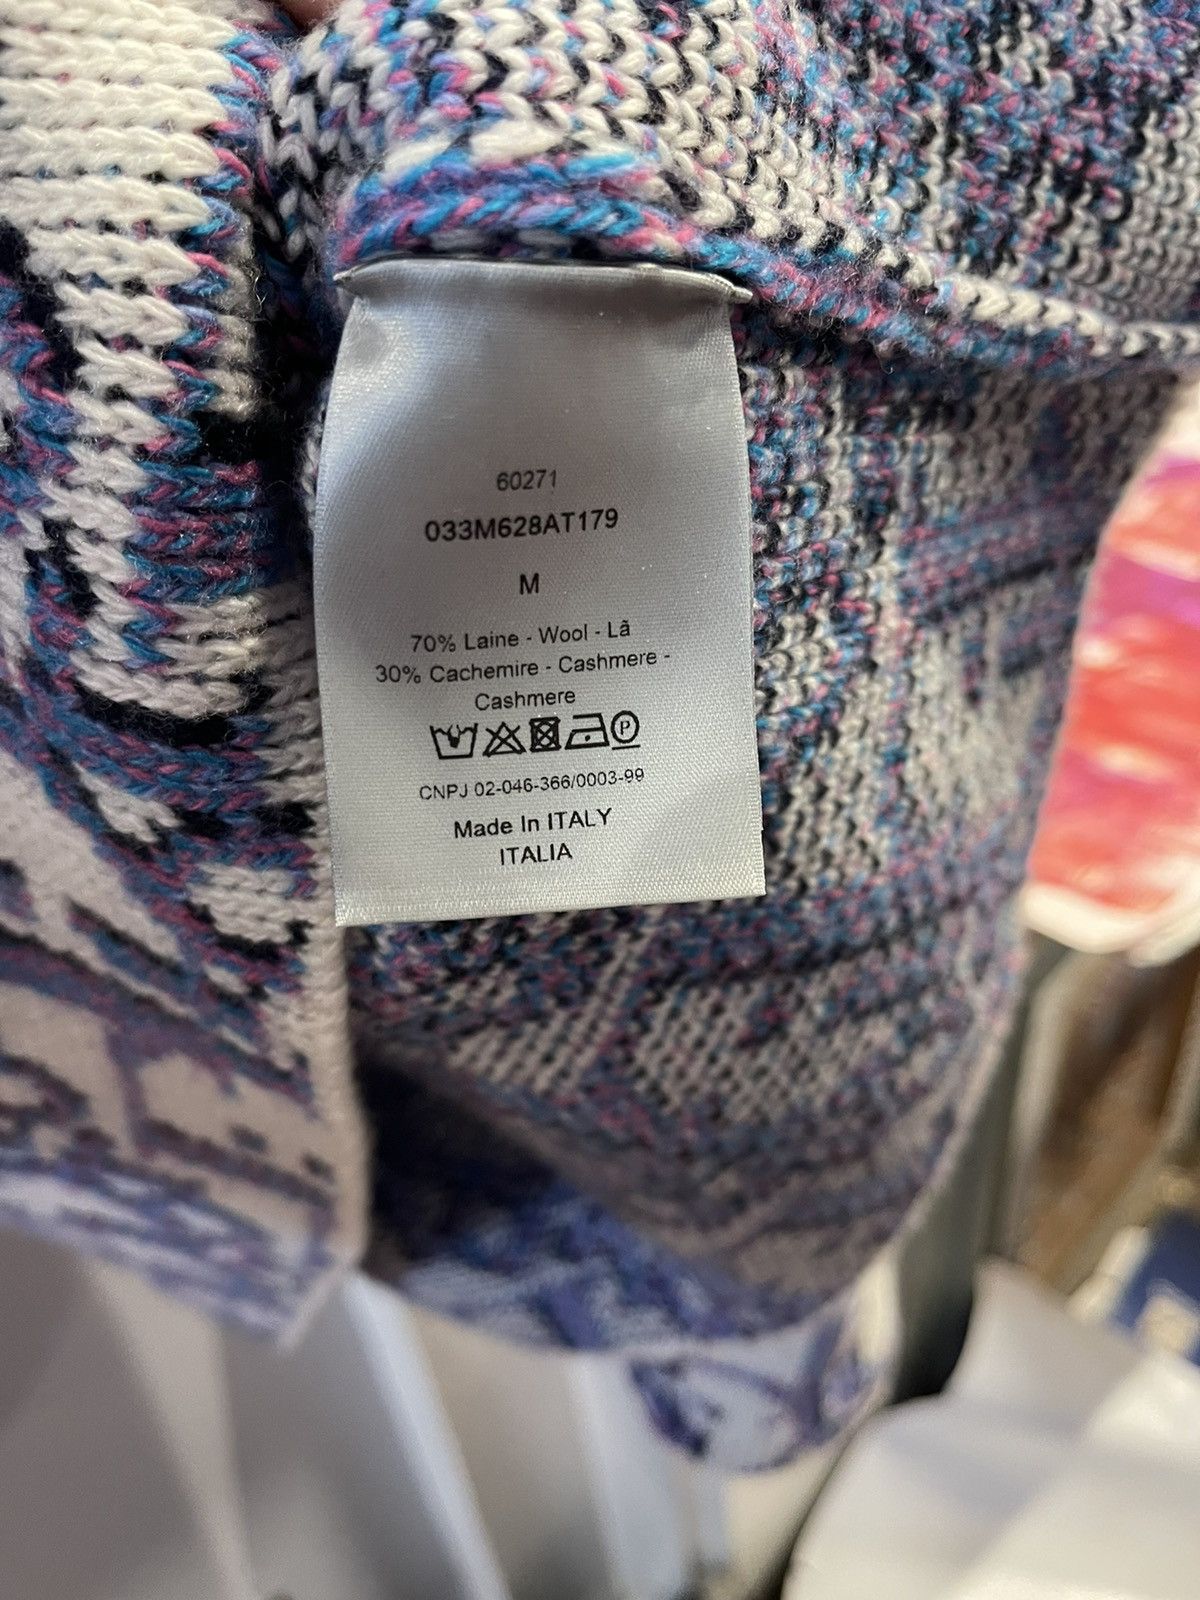 60271
033M628AT179
M
70% Laine - Wool - Lã
30% Cachemire - Cashmere -
Cashmere
P
CNPJ 02-046-366/0003-99
Made In ITALY
ITALIA